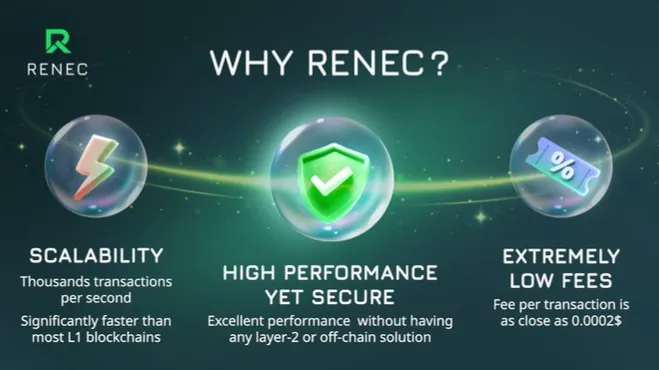 RENEC
WHY RENEC?
%
SCALABILITY
Thousands transactions
per second
Significantly faster than
most L1 blockchains
HIGH PERFORMANCE
YET SECURE
Excellent performance without having
any layer-2 or off-chain solution
EXTREMELY
LOW FEES
Fee per transaction is
as close as 0.0002$